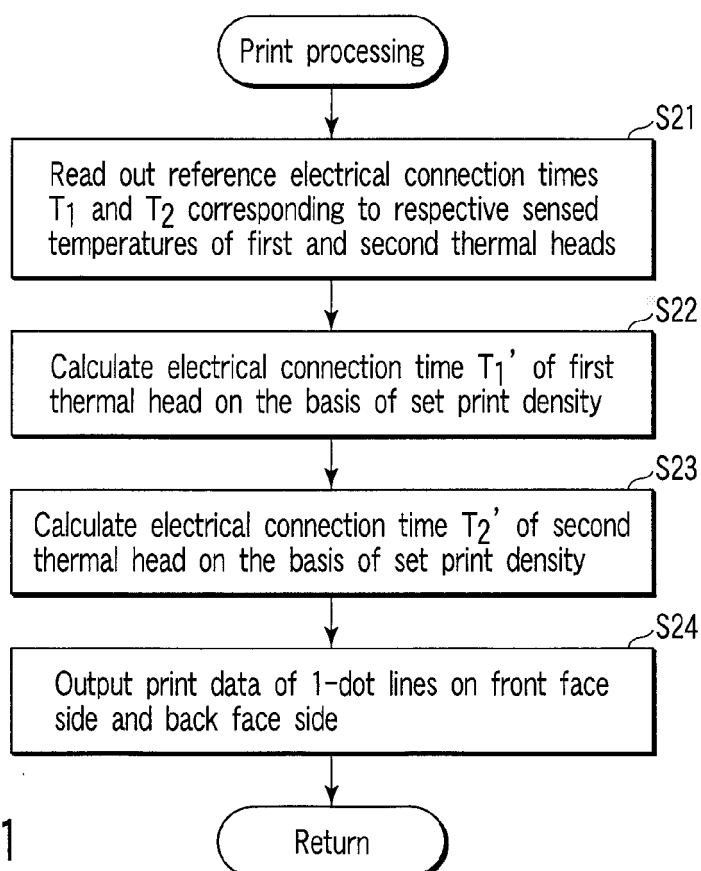 Print processing
S21
Read out reference electrical connection times
T1 and T2 corresponding to respective sensed
temperatures of first and second thermal heads
S22
Calculate electrical connection time T1' of first
thermal head on the basis of set print density
S23
Calculate electrical connection time T2' of second
thermal head on the basis of set print density
S24
Output print data of 1-dot lines on front face
side and back face side
1
Return